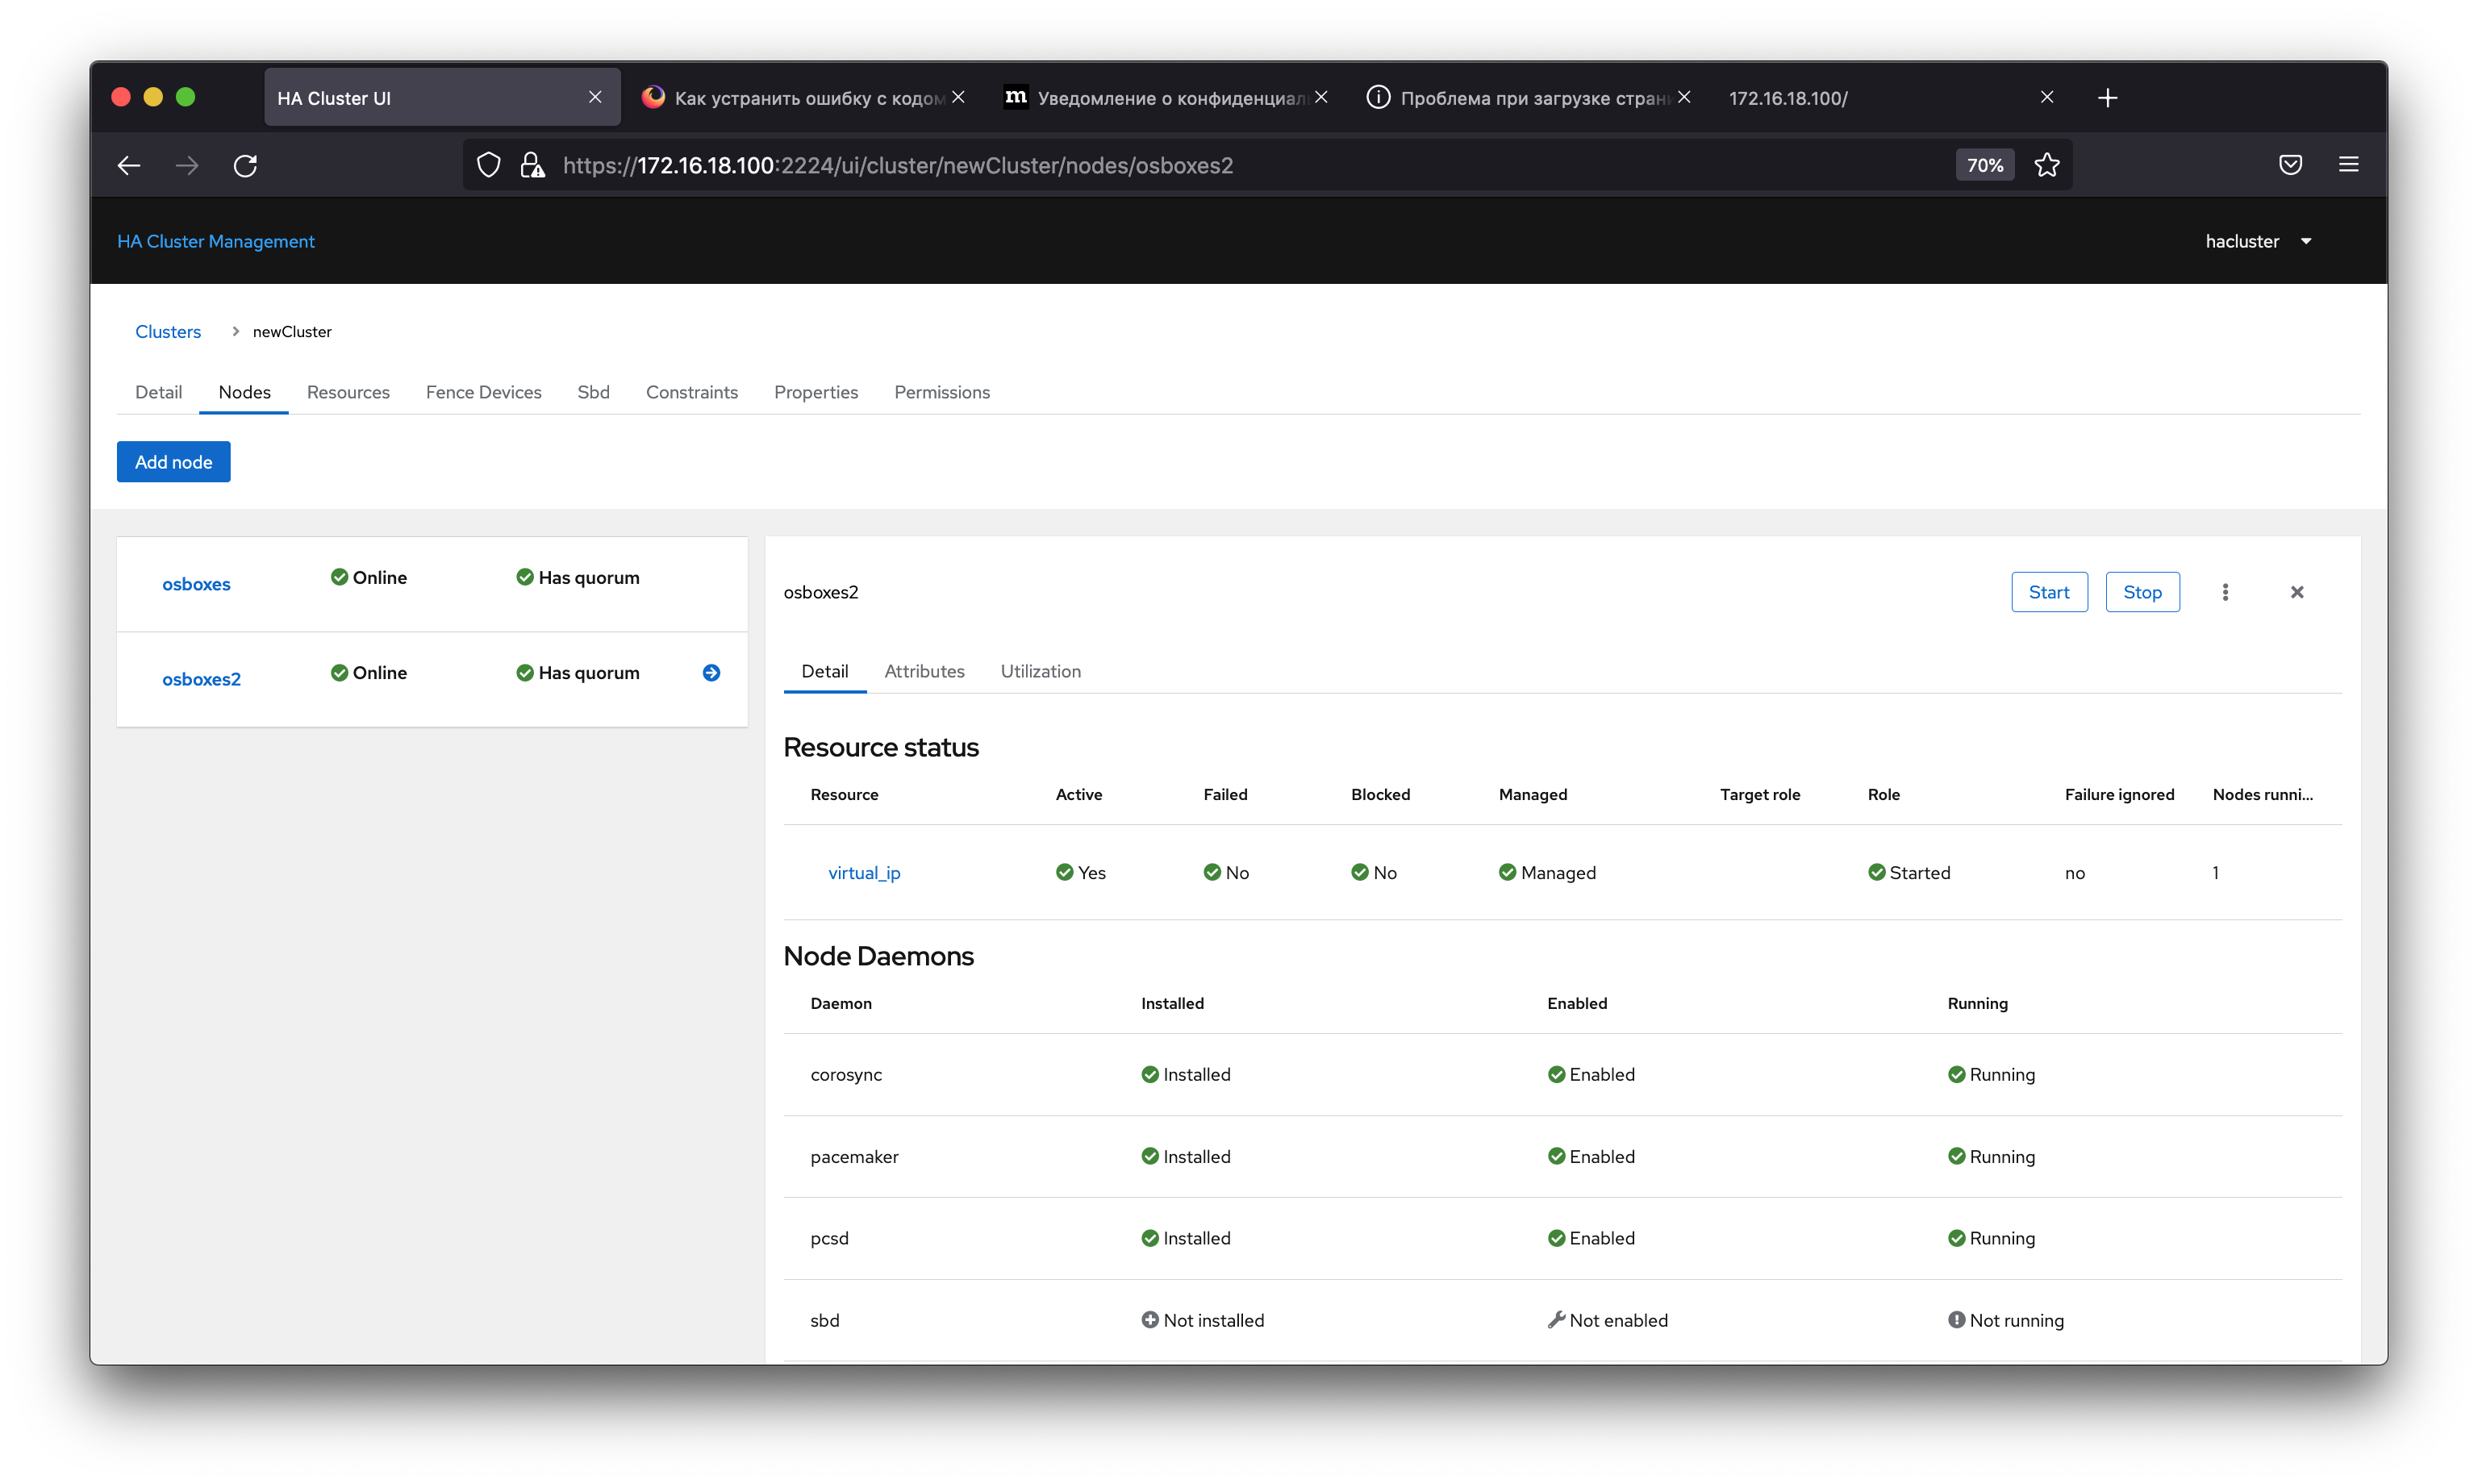 HA Cluster UI
Как устранить ошибку с кодом
m Уведомление о конфиденциал
Проблема при загрузке стран
172.16.18.100/
https://172.16.18.100:2224/ui/cluster/newCluster/nodes/osboxes2
70%
HA Cluster Management
hacluster
Clusters > newCluster
Detail Nodes Resources Fence Devices Sbd Constraints Properties Permissions
Add node
osboxes Online Has quorum
osboxes2 Online Has quorum
osboxes2 Start Stop
Detail Attributes Utilization
Resource status
Resource Active Failed Blocked Managed Target role Role Failure ignored Nodes runni...
virtual_ip Yes No No Managed Started no 1
Node Daemons
Daemon Installed Enabled Running
corosync Installed Enabled Running
pacemaker Installed Enabled Running
pcsd Installed Enabled Running
sbd Not installed Not enabled Not running